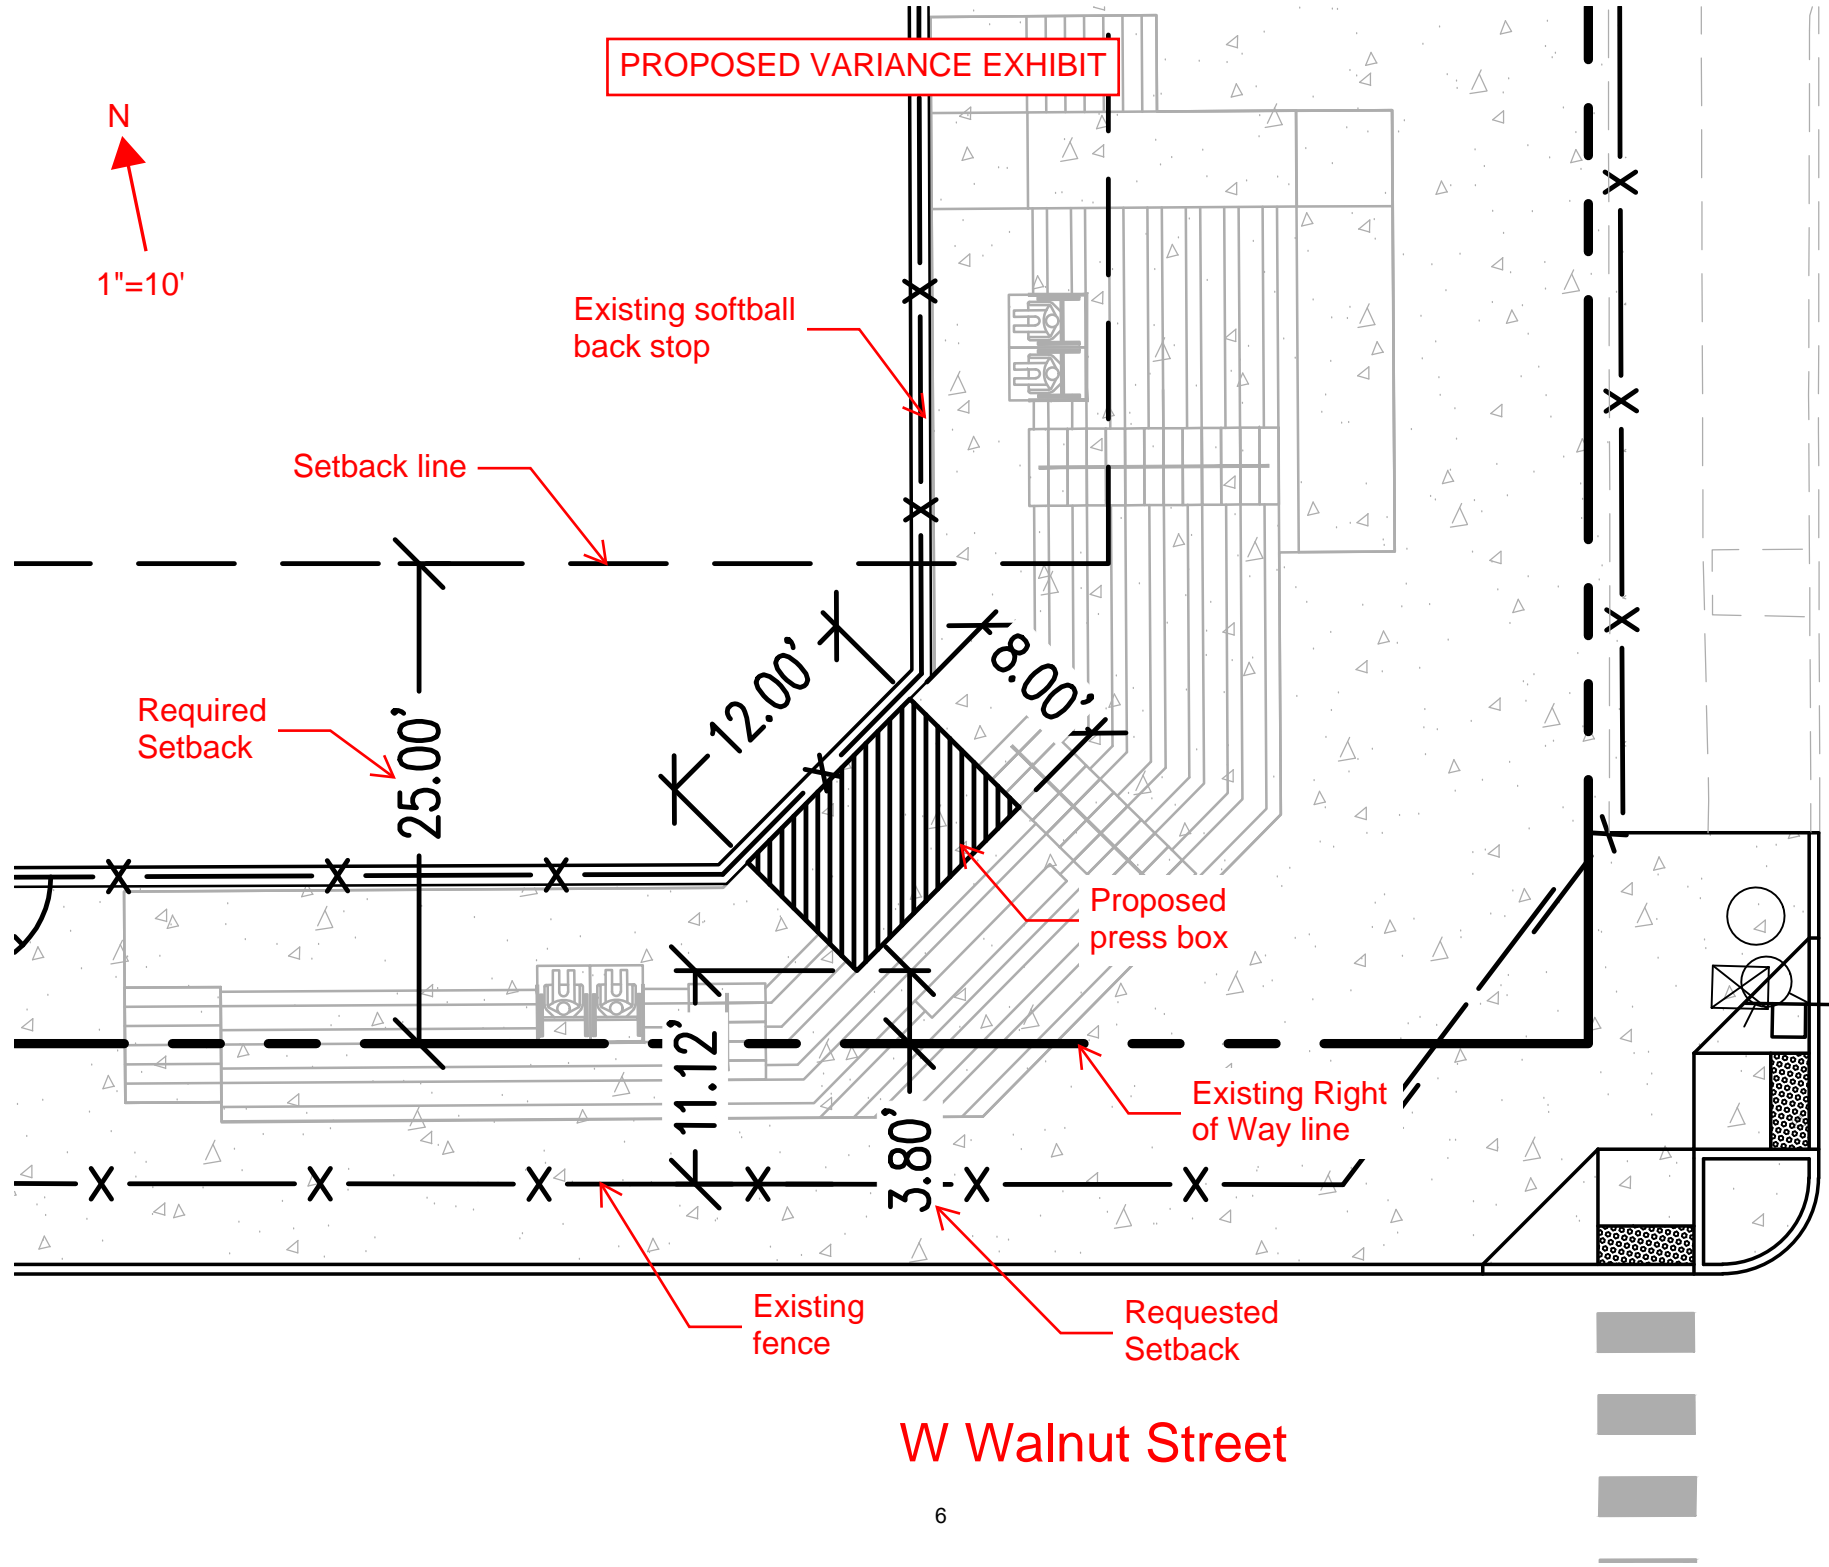 PROPOSED VARIANCE EXHIBIT
N
1"=10'
Existing softball
back stop
Setback line
12.00'
8.00'
Required
Setback
25.00'
Proposed
press box
11.12'
3.80'
Existing Right
of Way line
Existing
fence
Requested
Setback
W Walnut Street
6